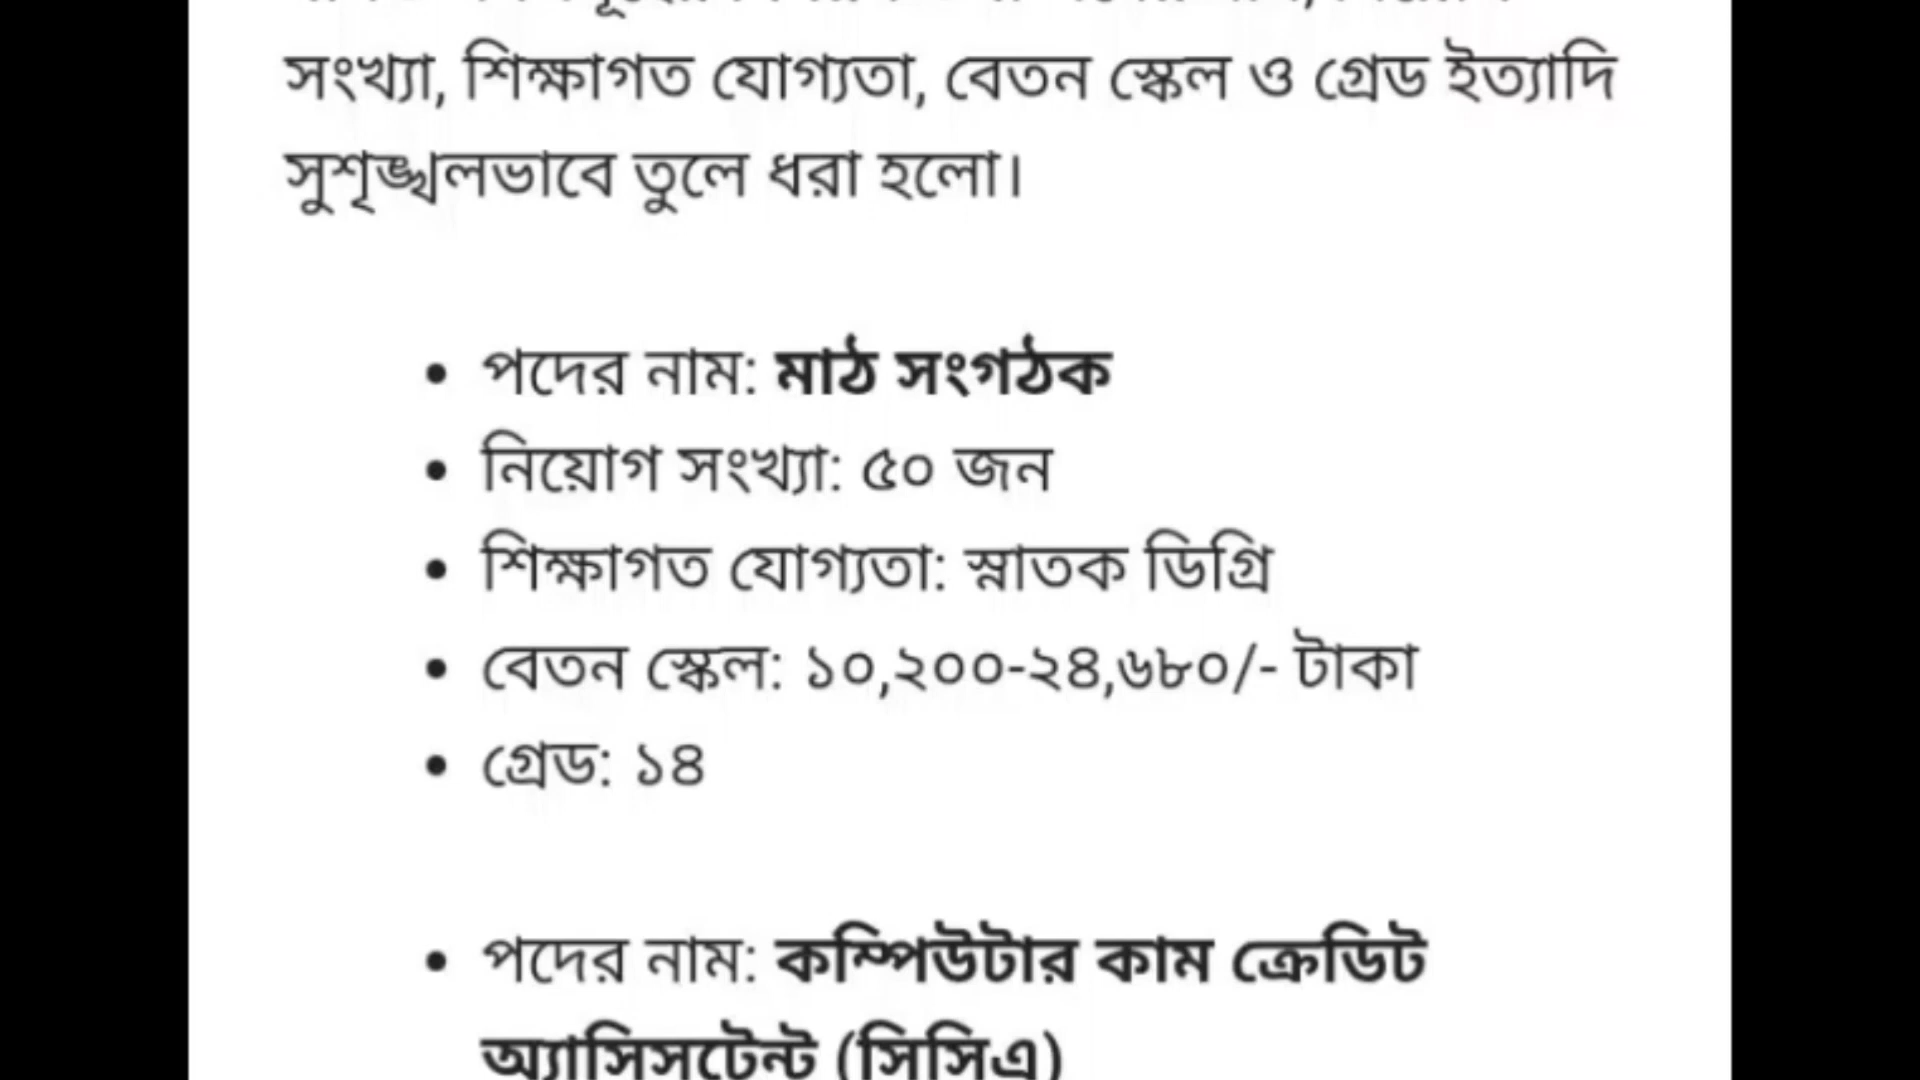 সংখ্যা, শিক্ষাগত যোগ্যতা, বেতন স্কেল ও গ্রেড ইত্যাদি
সুশৃঙ্খলভাবে তুলে ধরা হলো।
• পদের নাম: মাঠ সংগঠক
• নিয়োগ সংখ্যা: ৫০ জন
• শিক্ষাগত যোগ্যতা: স্নাতক ডিগ্রি
• বেতন স্কেল: ১০,২০০-২৪,৬৮০/- টাকা
• গ্রেড: ১৪
• পদের নাম: কম্পিউটার কাম ক্রেডিট
অ্যাসিসটেন্ট (সিসিএ)